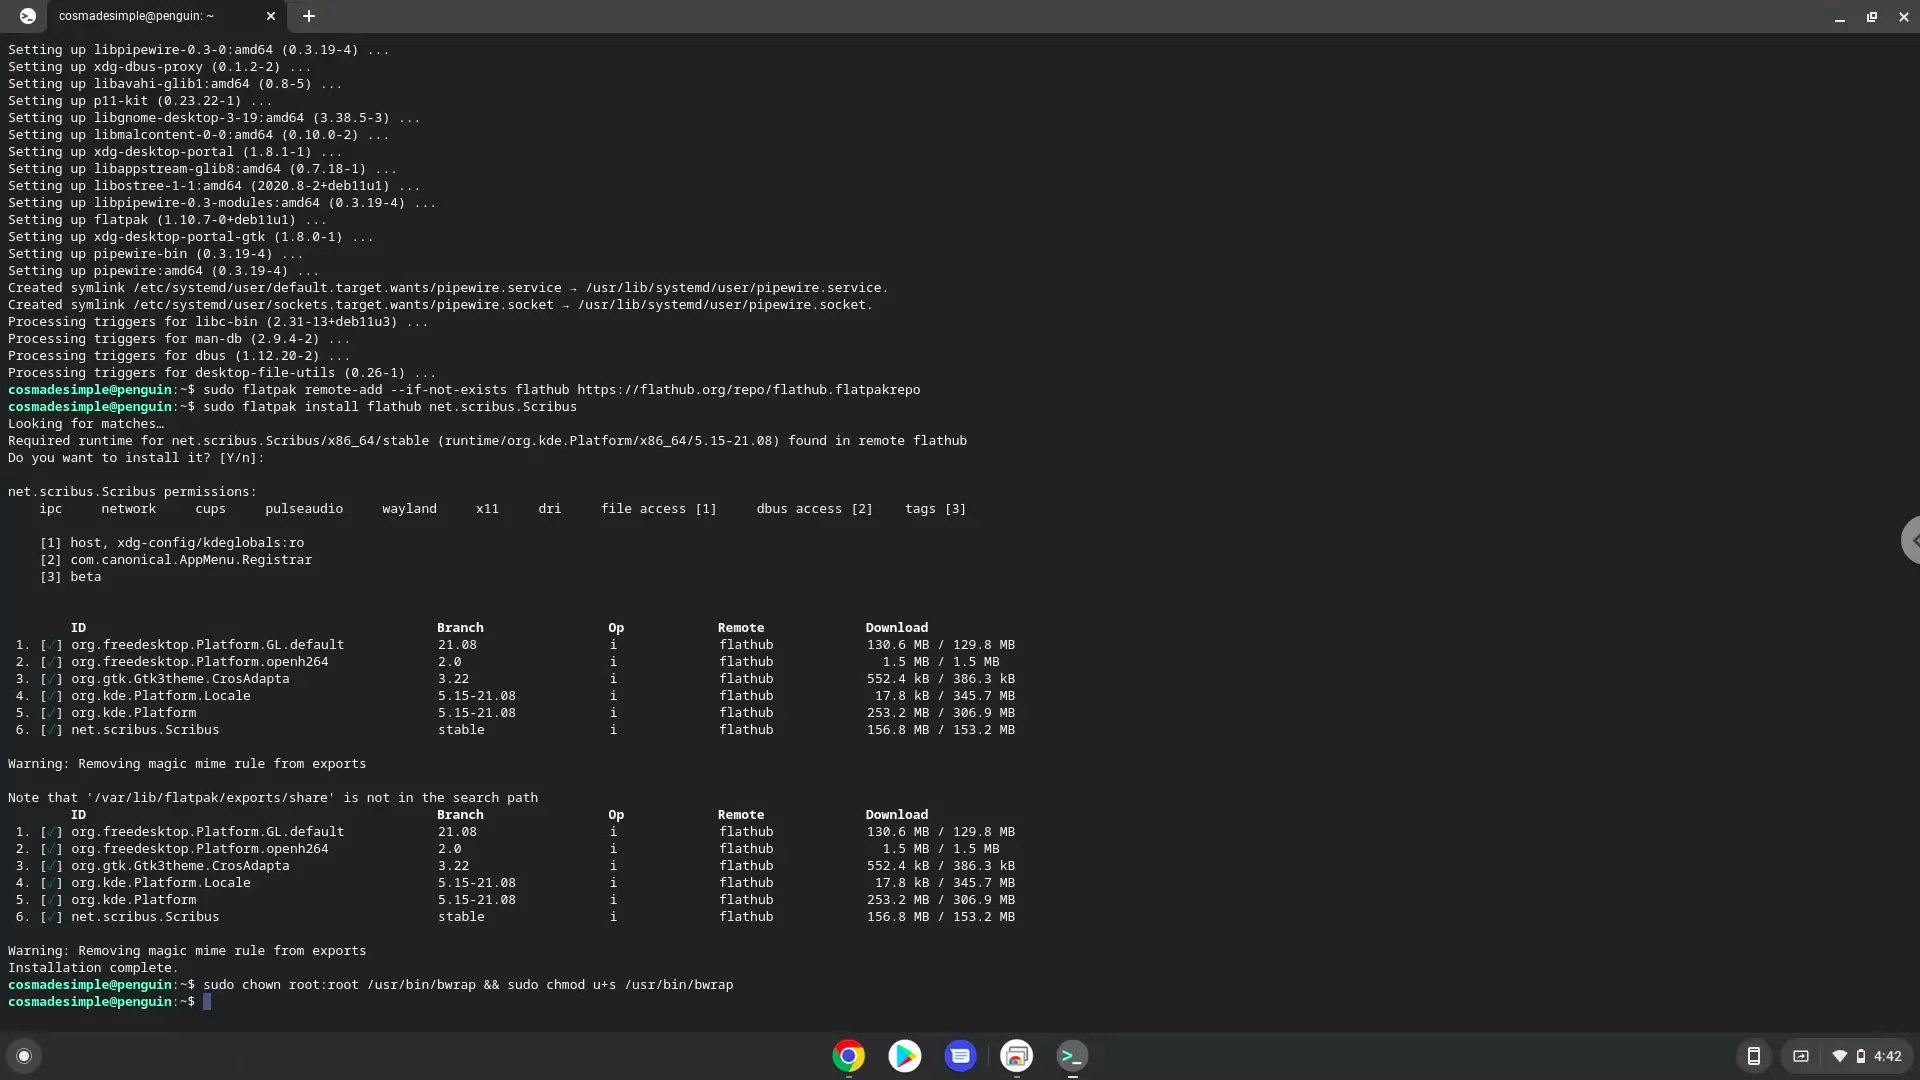 cosmadesimple@penguin: ~
Setting up libpipewire-0.3-0:amd64 (0.3.19-4) ...
Setting up xdg-dbus-proxy (0.1.2-2) ...
Setting up libavahi-glib1:amd64 (0.8-5) ...
Setting up p11-kit (0.23.22-1) ...
Setting up libgnome-desktop-3-19:amd64 (3.38.5-3) ...
Setting up libmalcontent-0-0:amd64 (0.10.0-2) ...
Setting up xdg-desktop-portal (1.8.1-1) ...
Setting up libappstream-glib8:amd64 (0.7.18-1) ...
Setting up libostree-1-1:amd64 (2020.8-2+deb11u1) ...
Setting up libpipewire-0.3-modules:amd64 (0.3.19-4) ...
Setting up flatpak (1.10.7-0+deb11u1) ...
Setting up xdg-desktop-portal-gtk (1.8.0-1) ...
Setting up pipewire-bin (0.3.19-4) ...
Setting up pipewire:amd64 (0.3.19-4) ...
Created symlink /etc/systemd/user/default.target.wants/pipewire.service → /usr/lib/systemd/user/pipewire.service.
Created symlink /etc/systemd/user/sockets.target.wants/pipewire.socket → /usr/lib/systemd/user/pipewire.socket.
Processing triggers for libc-bin (2.31-13+deb11u3) ...
Processing triggers for man-db (2.9.4-2) ...
Processing triggers for dbus (1.12.20-2) ...
Processing triggers for desktop-file-utils (0.26-1) ...
cosmadesimple@penguin:~$ sudo flatpak remote-add --if-not-exists flathub https://flathub.org/repo/flathub.flatpakrepo
cosmadesimple@penguin:~$ sudo flatpak install flathub net.scribus.Scribus
Looking for matches…
Required runtime for net.scribus.Scribus/x86_64/stable (runtime/org.kde.Platform/x86_64/5.15-21.08) found in remote flathub
Do you want to install it? [Y/n]:
net.scribus.Scribus permissions:
ipc network cups pulseaudio wayland x11 dri file access [1] dbus access [2] tags [3]
[1] host, xdg-config/kdeglobals:ro
[2] com.canonical.AppMenu.Registrar
[3] beta
ID Branch Op Remote Download
1. [✓] org.freedesktop.Platform.GL.default 21.08 i flathub 130.6 MB / 129.8 MB
2. [✓] org.freedesktop.Platform.openh264 2.0 i flathub 1.5 MB / 1.5 MB
3. [✓] org.gtk.Gtk3theme.CrosAdapta 3.22 i flathub 552.4 kB / 386.3 kB
4. [✓] org.kde.Platform.Locale 5.15-21.08 i flathub 17.8 kB / 345.7 MB
5. [✓] org.kde.Platform 5.15-21.08 i flathub 253.2 MB / 306.9 MB
6. [✓] net.scribus.Scribus stable i flathub 156.8 MB / 153.2 MB
Warning: Removing magic mime rule from exports
Note that '/var/lib/flatpak/exports/share' is not in the search path
ID Branch Op Remote Download
1. [✓] org.freedesktop.Platform.GL.default 21.08 i flathub 130.6 MB / 129.8 MB
2. [✓] org.freedesktop.Platform.openh264 2.0 i flathub 1.5 MB / 1.5 MB
3. [✓] org.gtk.Gtk3theme.CrosAdapta 3.22 i flathub 552.4 kB / 386.3 kB
4. [✓] org.kde.Platform.Locale 5.15-21.08 i flathub 17.8 kB / 345.7 MB
5. [✓] org.kde.Platform 5.15-21.08 i flathub 253.2 MB / 306.9 MB
6. [✓] net.scribus.Scribus stable i flathub 156.8 MB / 153.2 MB
Warning: Removing magic mime rule from exports
Installation complete.
cosmadesimple@penguin:~$ sudo chown root:root /usr/bin/bwrap && sudo chmod u+s /usr/bin/bwrap
cosmadesimple@penguin:~$
4:42